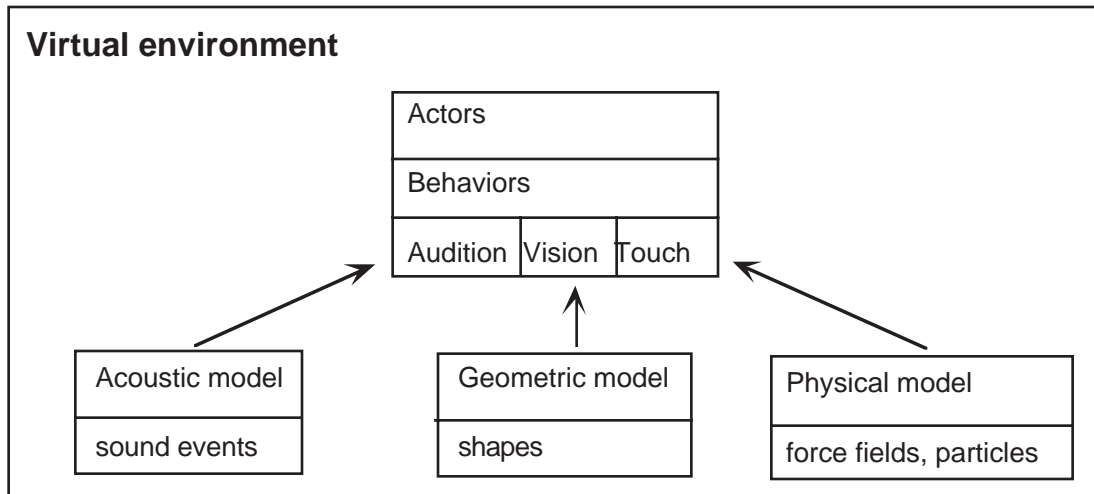 Virtual environment
Actors
Behaviors
Audition Vision Touch
Acoustic model
sound events
Geometric model
shapes
Physical model
force fields, particles